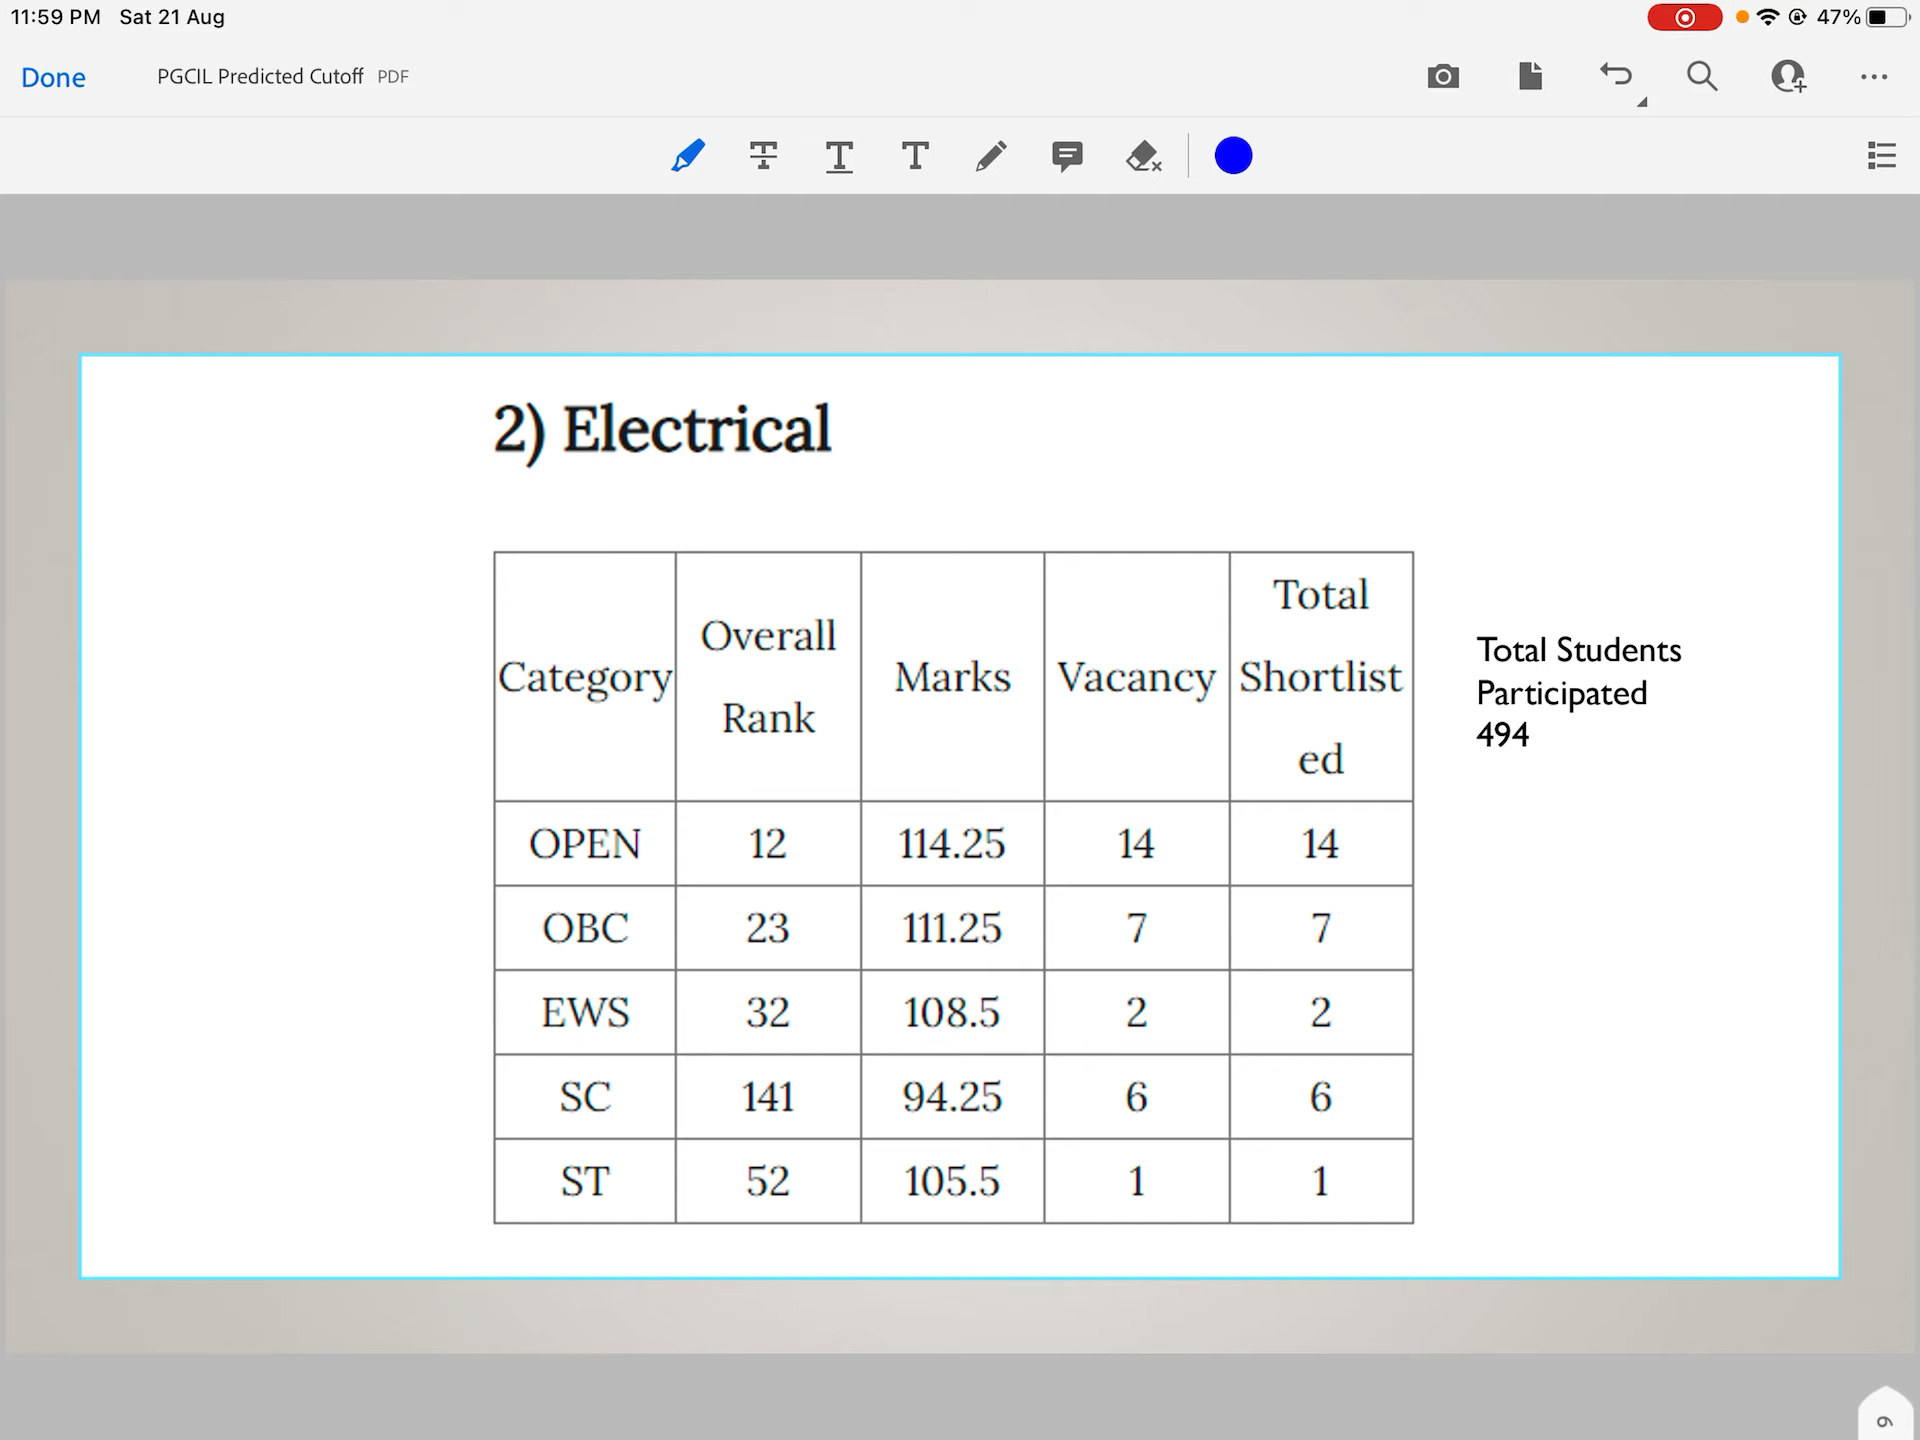 11:59 PM Sat 21 Aug
47%
Done
PGCIL Predicted Cutoff PDF
2) Electrical
Category Overall Rank Marks Vacancy Total Shortlist ed
OPEN 12 114.25 14 14
OBC 23 111.25 7 7
EWS 32 108.5 2 2
SC 141 94.25 6 6
ST 52 105.5 1 1
Total Students
Participated
494